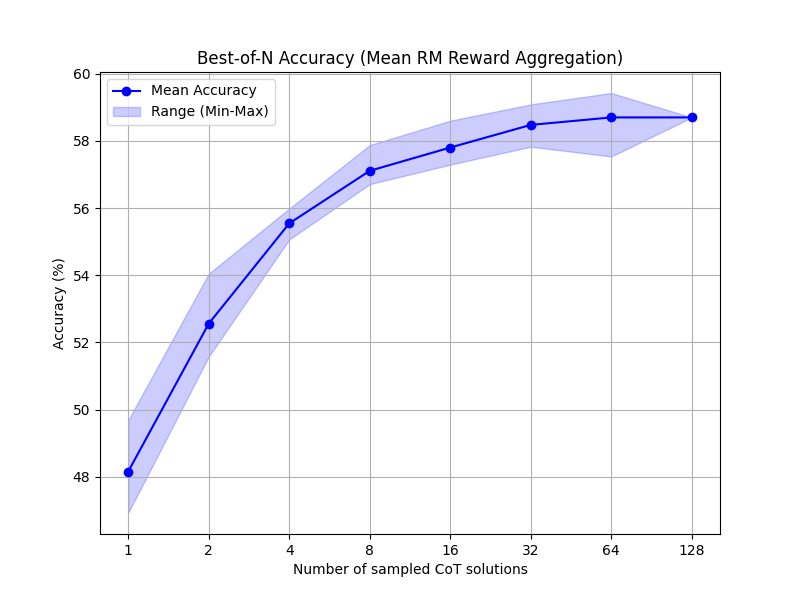 Best-of-N Accuracy (Mean RM Reward Aggregation)
Mean Accuracy
Range (Min-Max)
Accuracy (%)
60
58
56
54
52
50
48
1 2 4 8 16 32 64 128
Number of sampled CoT solutions